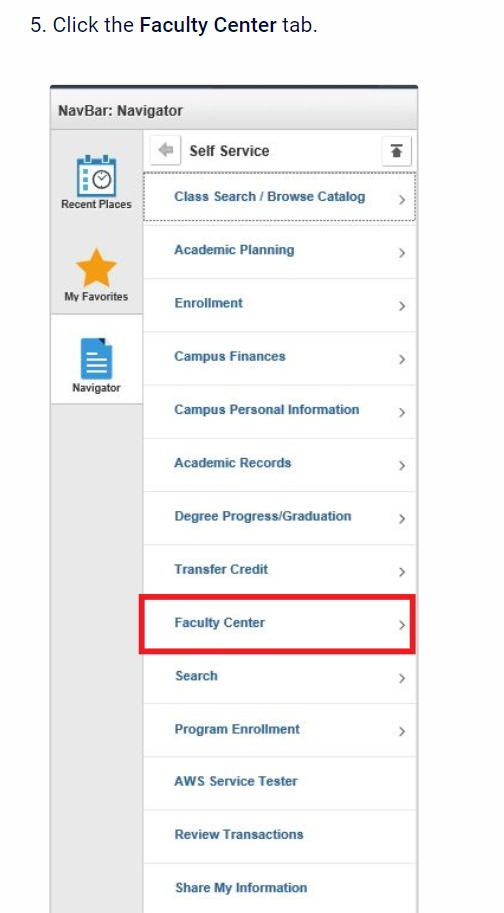 5. Click the Faculty Center tab.
NavBar: Navigator
Recent Places
My Favorites
Navigator
Self Service
Class Search / Browse Catalog
Academic Planning
Enrollment
Campus Finances
Campus Personal Information
Academic Records
Degree Progress/Graduation
Transfer Credit
Faculty Center
Search
Program Enrollment
AWS Service Tester
Review Transactions
Share My Information